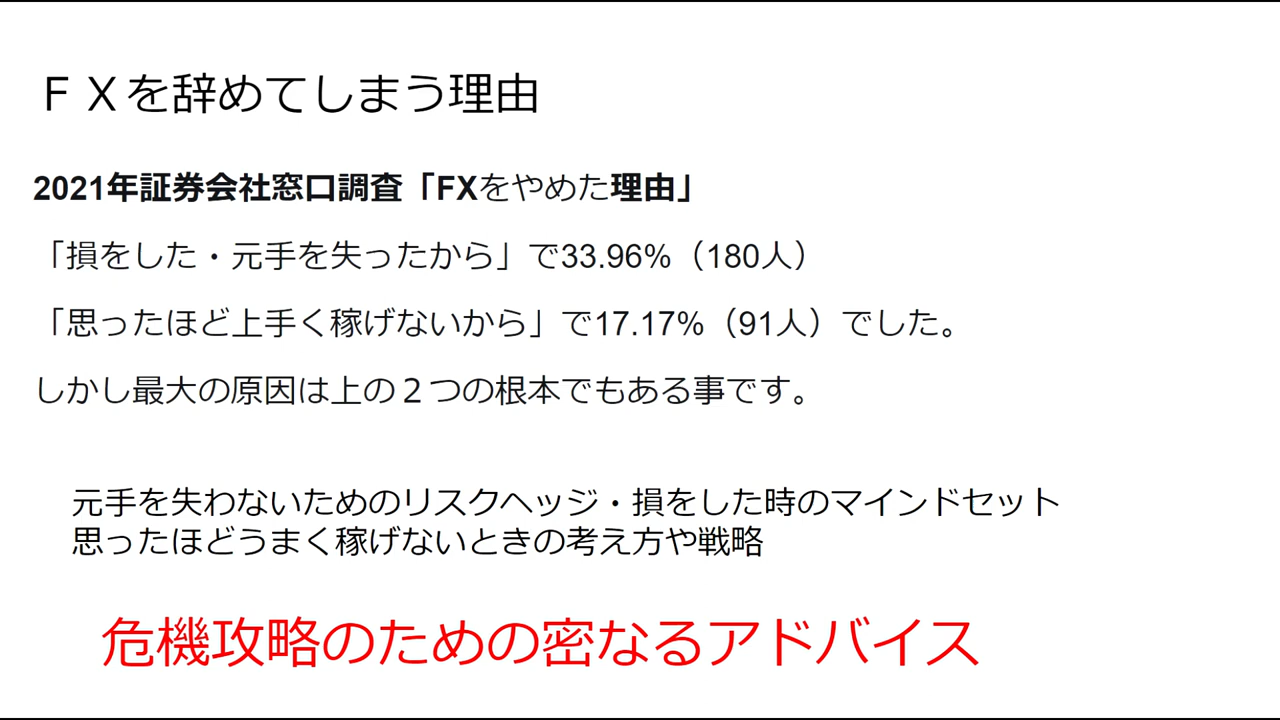 ＦＸを辞めてしまう理由
2021年証券会社窓口調査「FXをやめた理由」
「損をした・元手を失ったから」で33.96%（180人）
「思ったほど上手く稼げないから」で17.17%（91人）でした。
しかし最大の原因は上の２つの根本でもある事です。
元手を失わないためのリスクヘッジ・損をした時のマインドセット
思ったほどうまく稼げないときの考え方や戦略
危機攻略のための密なるアドバイス